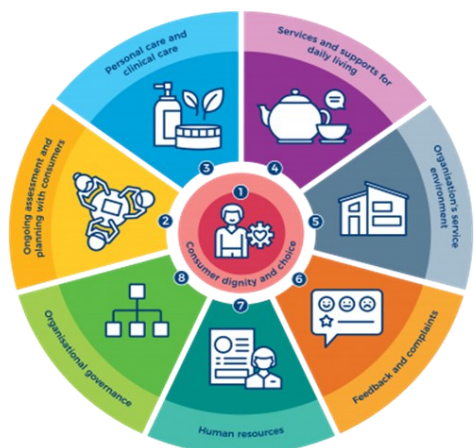 1
Consumer dignity and choice
2
Ongoing assessment and
planning with consumers
3
Personal care and
clinical care
4
Services and supports for
daily living
5
Organisation's service
environment
6
Feedback and complaints
7
Human resources
8
Organisational governance